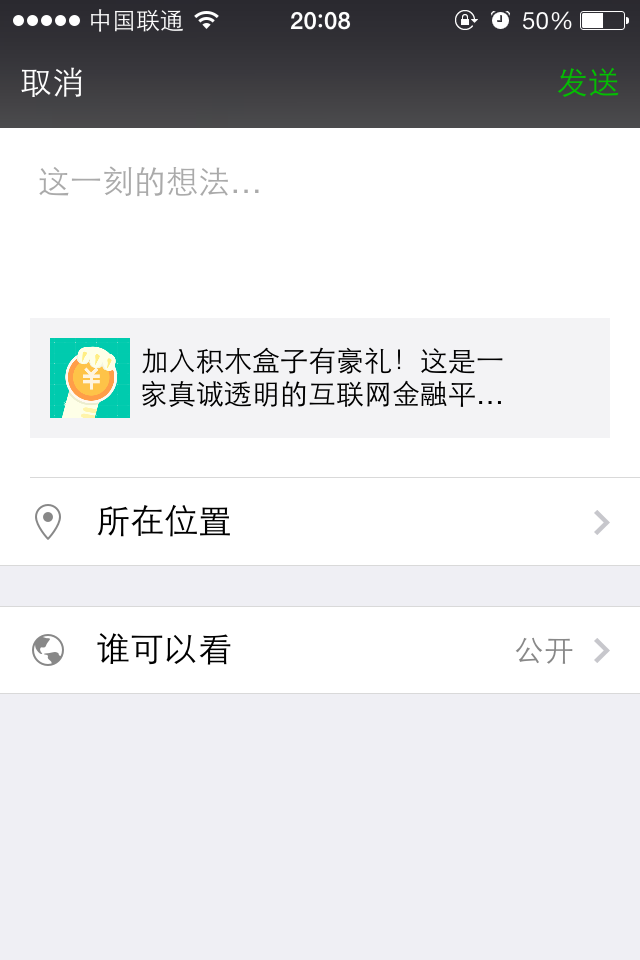 中国联通 20:08 50%
取消 发送
这一刻的想法...
加入积木盒子有豪礼！这是一
家真诚透明的互联网金融平...
所在位置
谁可以看 公开